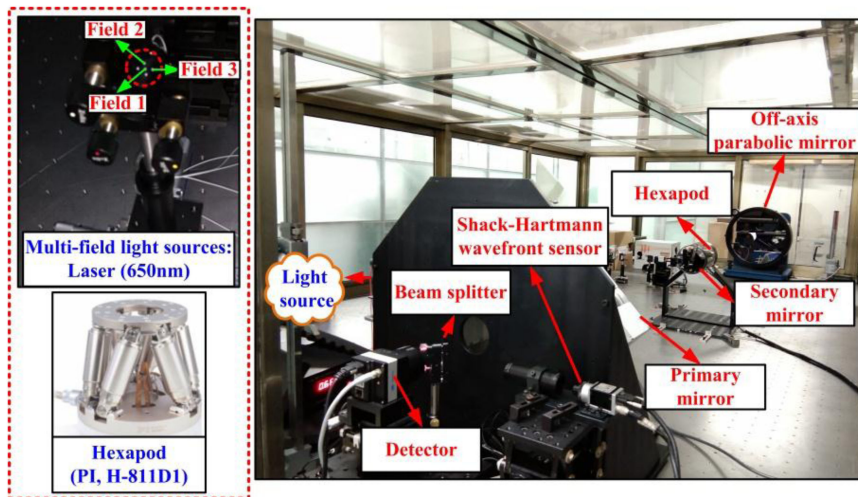 Field 2
Field 3
Field 1
Multi-field light sources:
Laser (650nm)
Hexapod
(PI, H-811D1)
Off-axis
parabolic mirror
Hexapod
Shack-Hartmann
wavefront sensor
Light
source
Beam splitter
Secondary
mirror
Primary
mirror
Detector